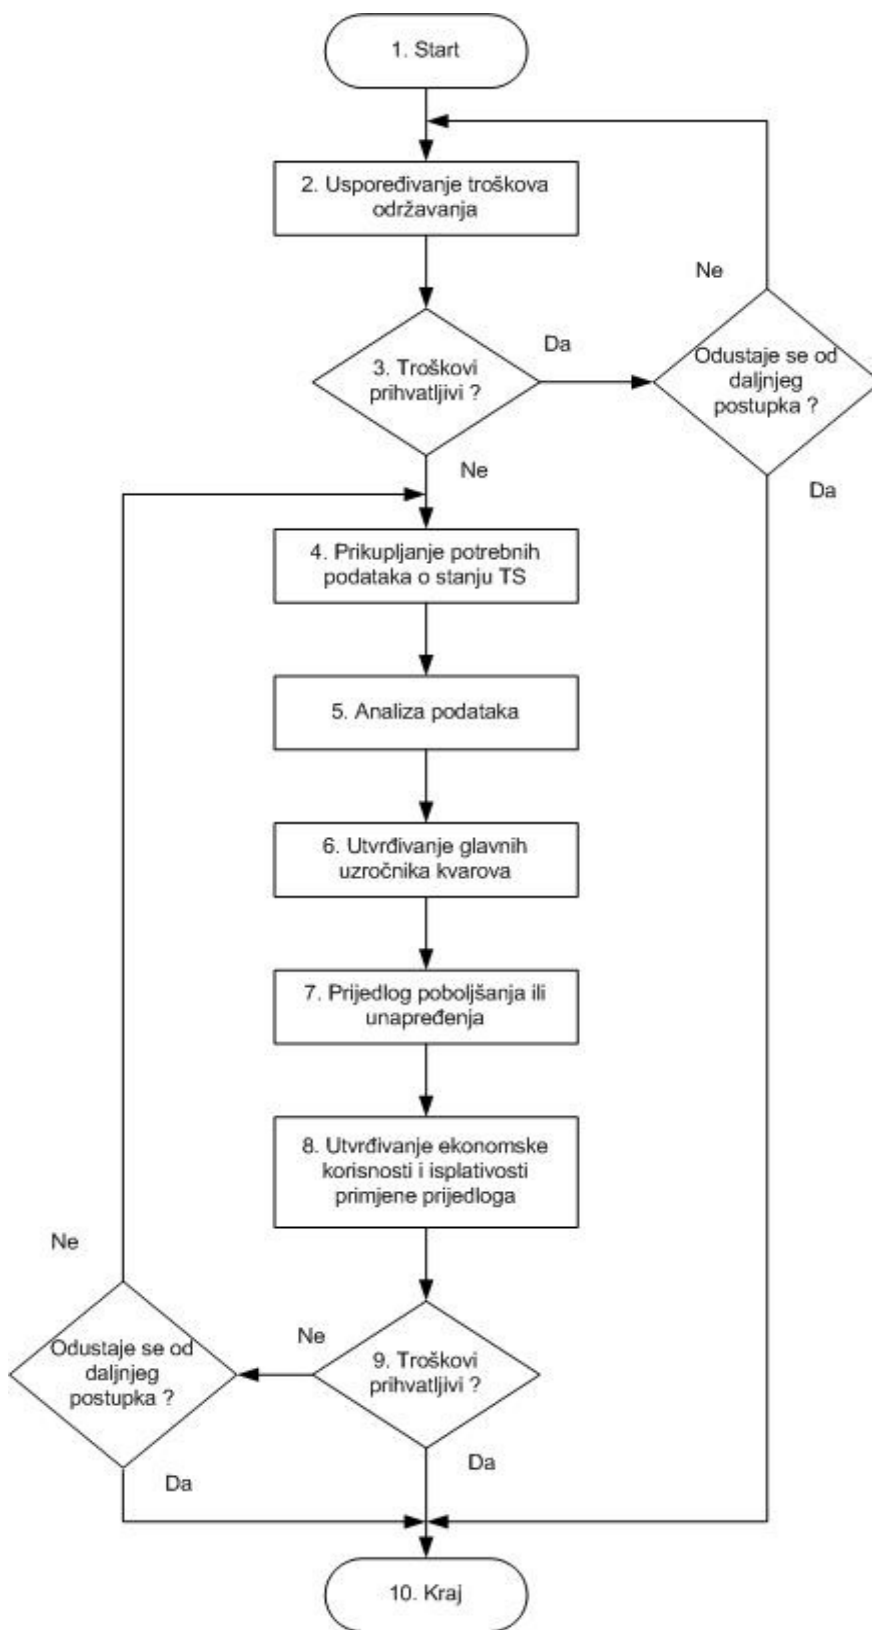 1. Start
2. Uspoređivanje troškova
održavanja
Ne
3. Troškovi
prihvatljivi ?
Da
Odustaje se od
daljnjeg
postupka ?
Ne
Da
4. Prikupljanje potrebnih
podataka o stanju TS
5. Analiza podataka
6. Utvrđivanje glavnih
uzročnika kvarova
7. Prijedlog poboljšanja ili
unapređenja
8. Utvrđivanje ekonomske
korisnosti i isplativosti
primjene prijedloga
Ne
Odustaje se od
daljnjeg
postupka ?
Ne
9. Troškovi
prihvatljivi ?
Da
Da
10. Kraj